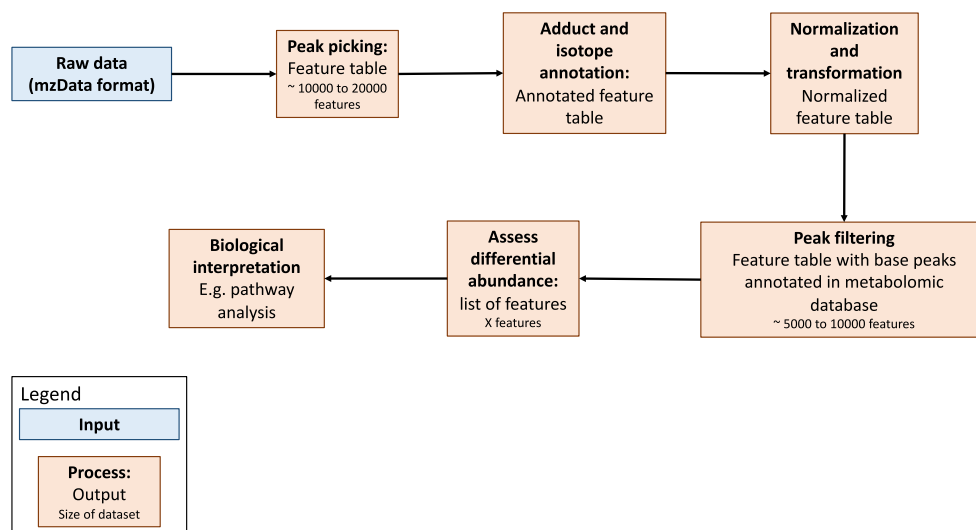 Raw data
(mzData format)
Peak picking:
Feature table
~ 10000 to 20000
features
Adduct and
isotope
annotation:
Annotated feature
table
Normalization
and
transformation
Normalized
feature table
Peak filtering
Feature table with base peaks
annotated in metabolomic
database
~ 5000 to 10000 features
Assess
differential
abundance:
list of features
X features
Biological
interpretation
E.g. pathway
analysis
Legend
Input
Process:
Output
Size of dataset